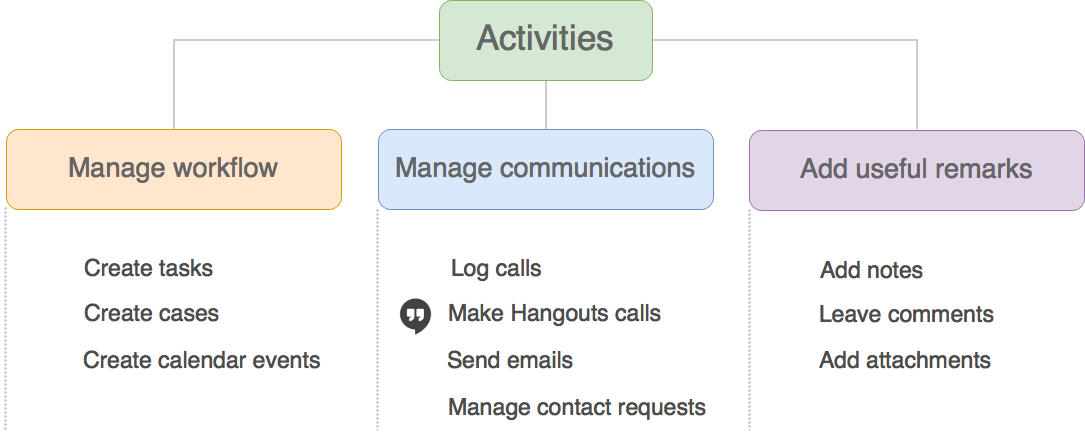 Activities
Manage workflow
Create tasks
Create cases
Create calendar events
Manage communications
Log calls
Make Hangouts calls
Send emails
Manage contact requests
Add useful remarks
Add notes
Leave comments
Add attachments